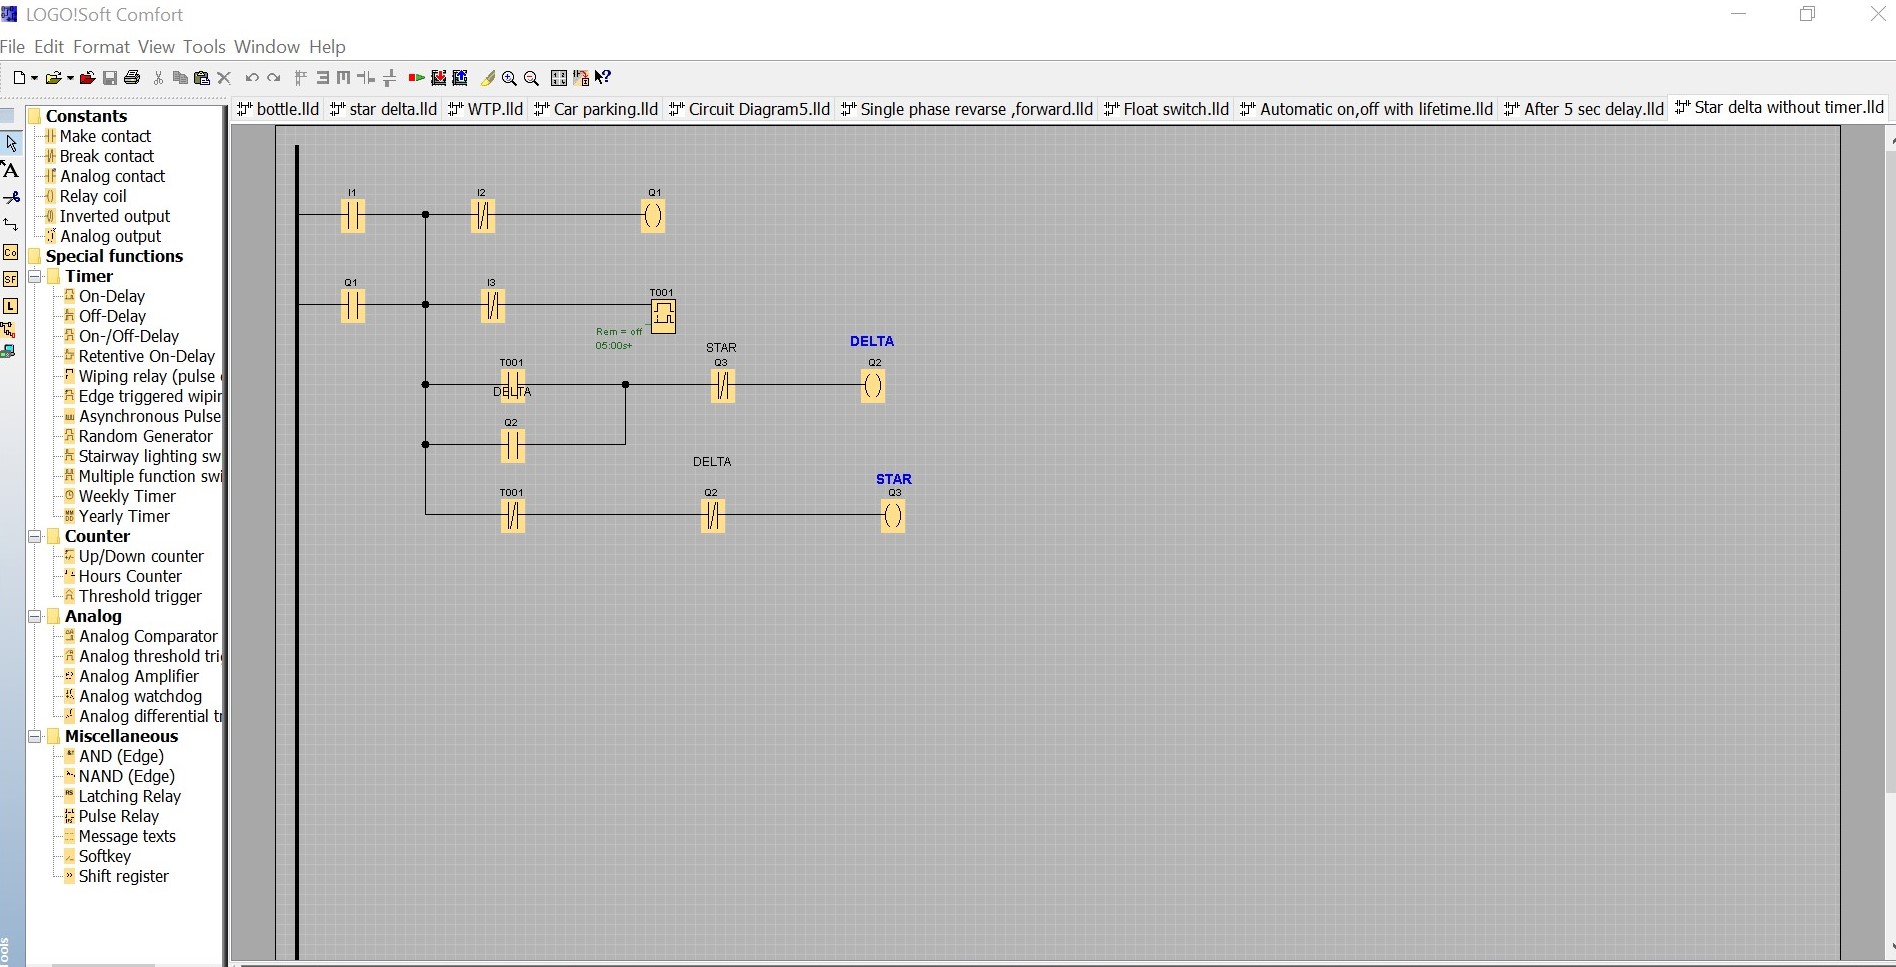 LOGO!Soft Comfort
File Edit Format View Tools Window Help
bottle.lld star delta.lld WTP.lld Car parking.lld Circuit Diagram5.lld Single phase revarse ,forward.lld Float switch.lld Automatic on,off with lifetime.lld After 5 sec delay.lld Star delta without timer.lld
Constants
Make contact
Break contact
Analog contact
Relay coil
Inverted output
Analog output
Special functions
Timer
On-Delay
Off-Delay
On-/Off-Delay
Retentive On-Delay
Wiping relay (pulse
Edge triggered wipin
Asynchronous Pulse
Random Generator
Stairway lighting sw
Multiple function swi
Weekly Timer
Yearly Timer
Counter
Up/Down counter
Hours Counter
Threshold trigger
Analog
Analog Comparator
Analog threshold tri
Analog Amplifier
Analog watchdog
Analog differential t
Miscellaneous
AND (Edge)
NAND (Edge)
Latching Relay
Pulse Relay
Message texts
Softkey
Shift register
A
Co
SF
L
ools
I1 I2 Q1
Q1 I3 T001
Rem = off
05:00s+
STAR DELTA
T001 Q3 Q2
DELTA
Q2
DELTA STAR
T001 Q2 Q3